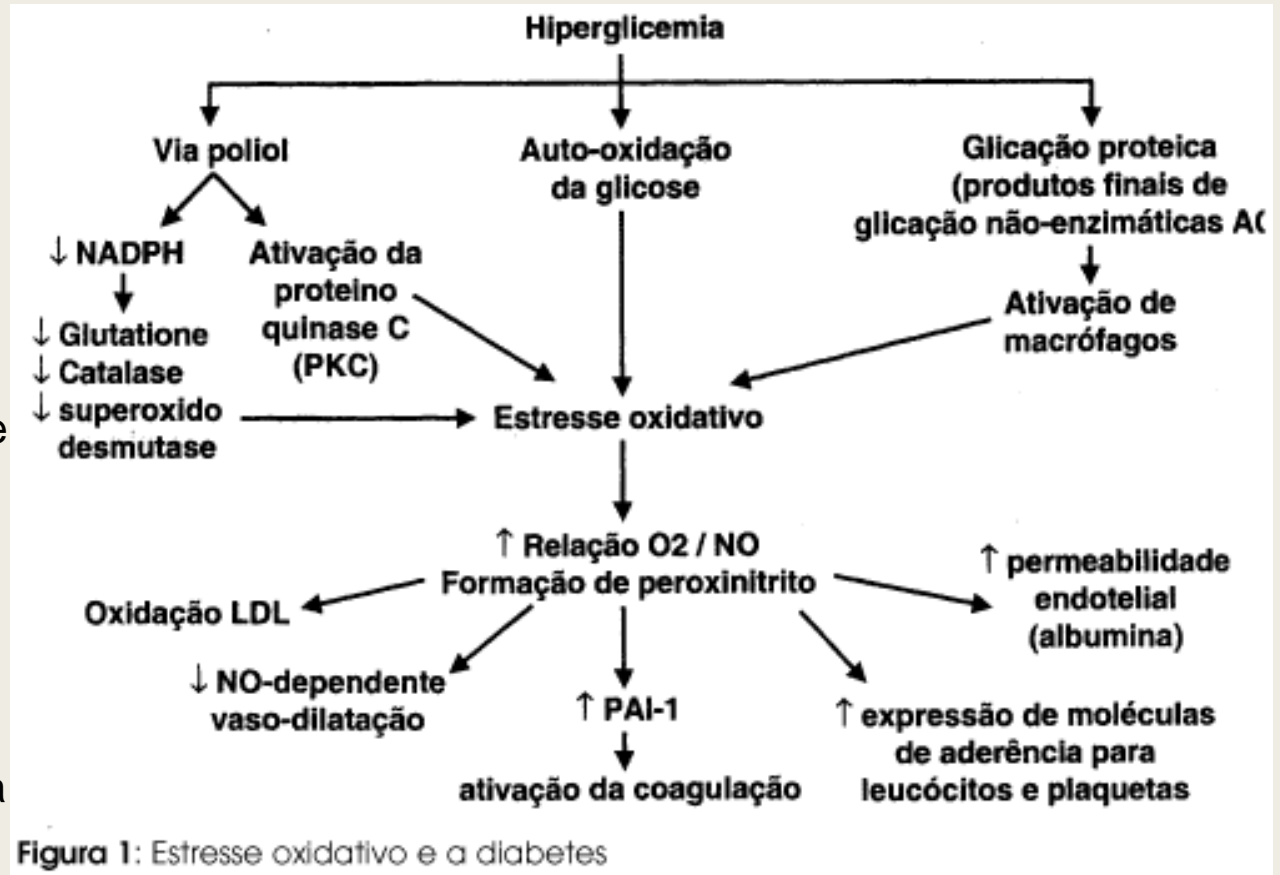 Hiperglicemia
Via poliol
Auto-oxidação
da glicose
Glicação proteica
(produtos finais de
glicação não-enzimáticas A(
↓ NADPH
Ativação da
proteino
quinase C
(PKC)
Ativação de
macrófagos
↓ Glutatione
↓ Catalase
↓ superoxido
desmutase
e
Estresse oxidativo
↑ Relação O2 / NO
Formação de peroxinitrito
Oxidação LDL
↓ NO-dependente
vaso-dilatação
↑ PAI-1
ativação da coagulação
↑ expressão de moléculas
de aderência para
leucócitos e plaquetas
↑ permeabilidade
endotelial
(albumina)
a
Figura 1: Estresse oxidativo e a diabetes